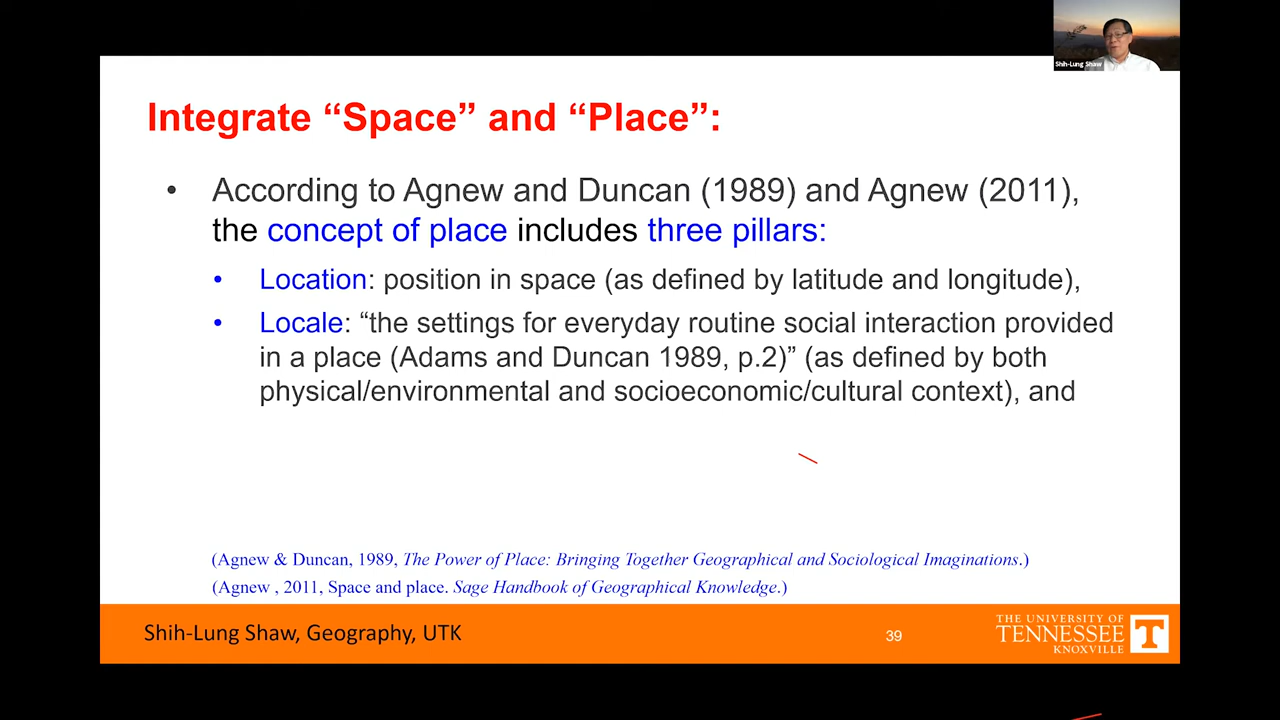 Shih-Lung Shaw
Integrate “Space” and “Place”:
• According to Agnew and Duncan (1989) and Agnew (2011),
the concept of place includes three pillars:
• Location: position in space (as defined by latitude and longitude),
• Locale: “the settings for everyday routine social interaction provided
in a place (Adams and Duncan 1989, p.2)” (as defined by both
physical/environmental and socioeconomic/cultural context), and
(Agnew & Duncan, 1989, The Power of Place: Bringing Together Geographical and Sociological Imaginations.)
(Agnew , 2011, Space and place. Sage Handbook of Geographical Knowledge.)
Shih-Lung Shaw, Geography, UTK
39
THE UNIVERSITY OF
TENNESSEE
KNOXVILLE
T